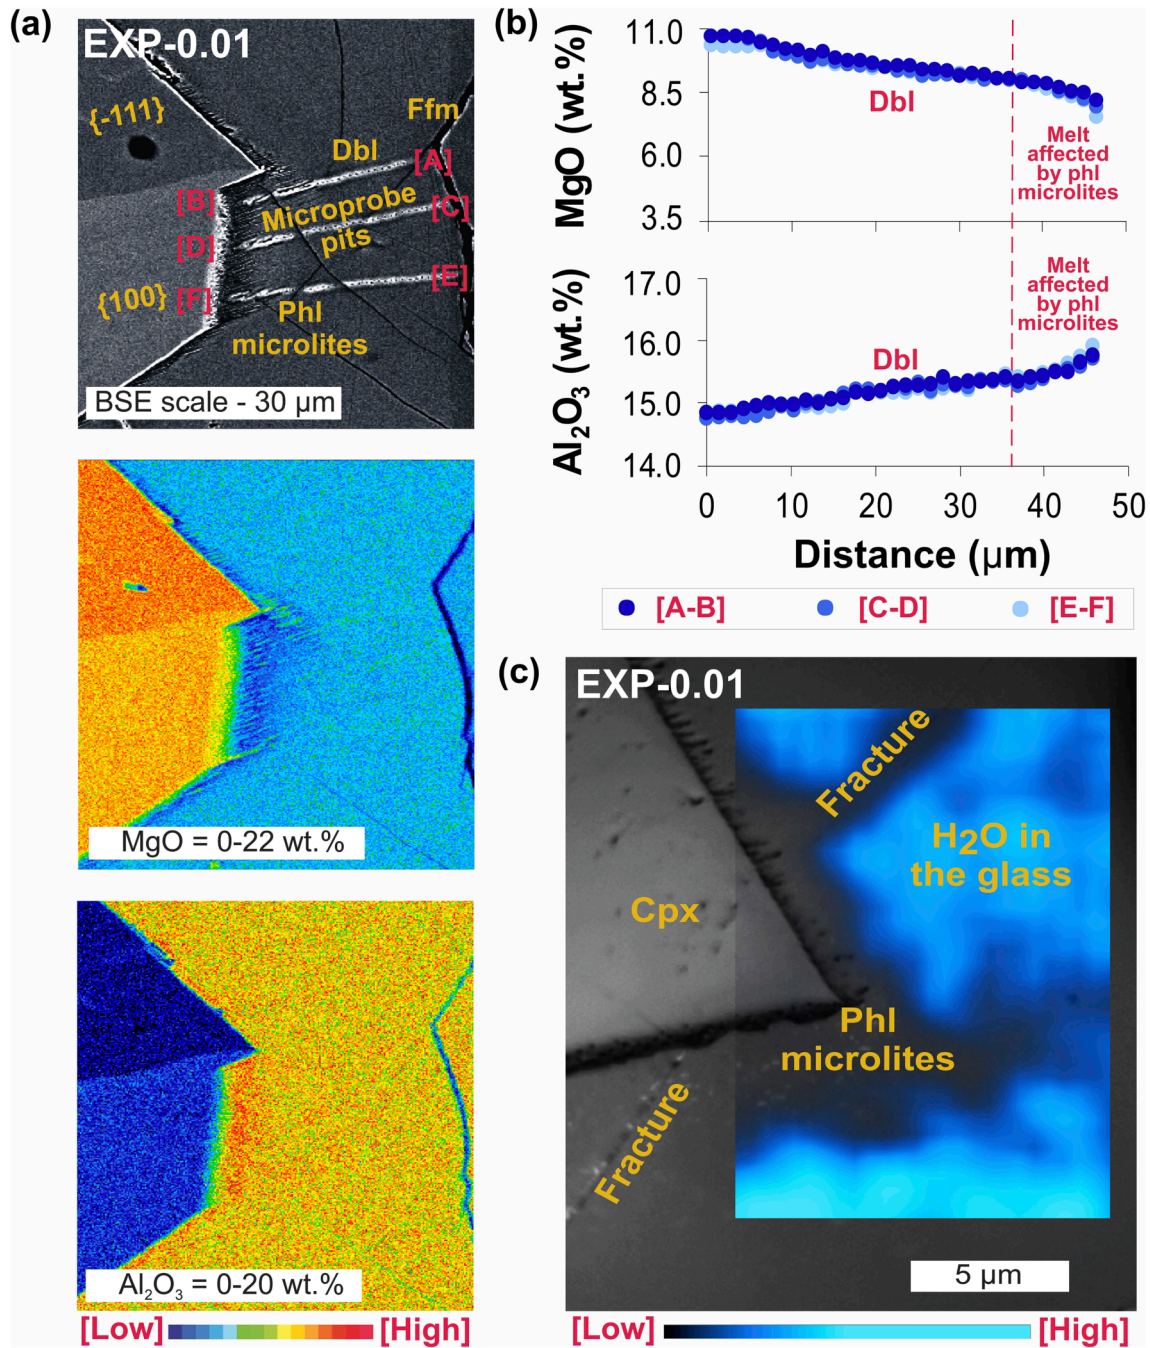 (a)
EXP-0.01
{-111}
Ffm
Dbl
[A]
[B]
Microprobe
pits
[C]
[D]
[E]
{100}
[F]
Phl
microlites
BSE scale - 30 µm
MgO = 0-22 wt.%
Al2O3 = 0-20 wt.%
[Low]
[High]
(b)
MgO (wt.%)
11.0
8.5
6.0
3.5
Dbl
Melt
affected
by phl
microlites
Al2O3 (wt.%)
17.0
16.0
15.0
14.0
Dbl
Melt
affected
by phl
microlites
0 10 20 30 40 50
Distance (µm)
[A-B] [C-D] [E-F]
(c)
EXP-0.01
Fracture
H2O in
the glass
Cpx
Phl
microlites
Fracture
5 µm
[Low]
[High]